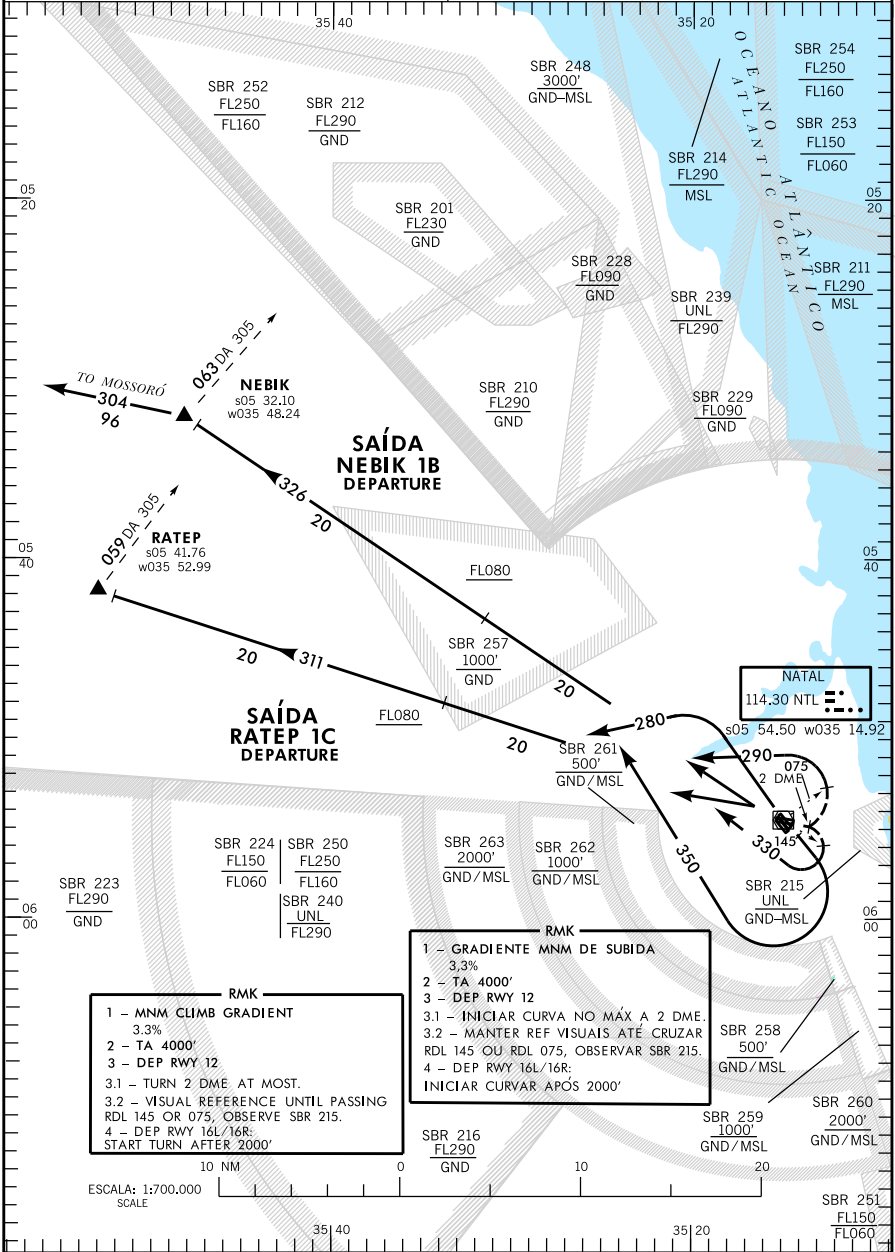 35 40
35 20
SBR 252
FL250
FL160
SBR 212
FL290
GND
SBR 248
3000'
GND–MSL
OCEANO ATLÂNTICO
ATLANTIC OCEAN
SBR 254
FL250
FL160
SBR 253
FL150
FL060
SBR 214
FL290
MSL
05
20
05
20
SBR 201
FL230
GND
SBR 228
FL090
GND
SBR 239
UNL
FL290
SBR 211
FL290
MSL
063 DA 305
TO MOSSORÓ
304
96
NEBIK
s05 32.10
w035 48.24
SBR 210
FL290
GND
SBR 229
FL090
GND
SAÍDA
NEBIK 1B
DEPARTURE
326
20
059 DA 305
RATEP
s05 41.76
w035 52.99
05
40
05
40
FL080
SBR 257
1000'
GND
20
311
20
20
SAÍDA
RATEP 1C
DEPARTURE
FL080
NATAL
114.30 NTL
s05 54.50 w035 14.92
280
SBR 261
500'
GND/MSL
290
075
2 DME
145
330
350
SBR 224
FL150
FL060
SBR 250
FL250
FL160
SBR 240
UNL
FL290
SBR 263
2000'
GND/MSL
SBR 262
1000'
GND/MSL
SBR 223
FL290
GND
SBR 215
UNL
GND–MSL
06
00
06
00
RMK
1 – GRADIENTE MNM DE SUBIDA
3,3%
2 – TA 4000'
3 – DEP RWY 12
3.1 – INICIAR CURVA NO MÁX A 2 DME.
3.2 – MANTER REF VISUAIS ATÉ CRUZAR
RDL 145 OU RDL 075, OBSERVAR SBR 215.
4 – DEP RWY 16L/16R:
INICIAR CURVAR APÓS 2000'
RMK
1 – MNM CLIMB GRADIENT
3.3%
2 – TA 4000'
3 – DEP RWY 12
3.1 – TURN 2 DME AT MOST.
3.2 – VISUAL REFERENCE UNTIL PASSING
RDL 145 OR 075, OBSERVE SBR 215.
4 – DEP RWY 16L/16R:
START TURN AFTER 2000'
SBR 258
500'
GND/MSL
SBR 259
1000'
GND/MSL
SBR 260
2000'
GND/MSL
SBR 216
FL290
GND
10 NM
0
10
20
ESCALA: 1:700.000
SCALE
SBR 251
FL150
FL060
35 40
35 20